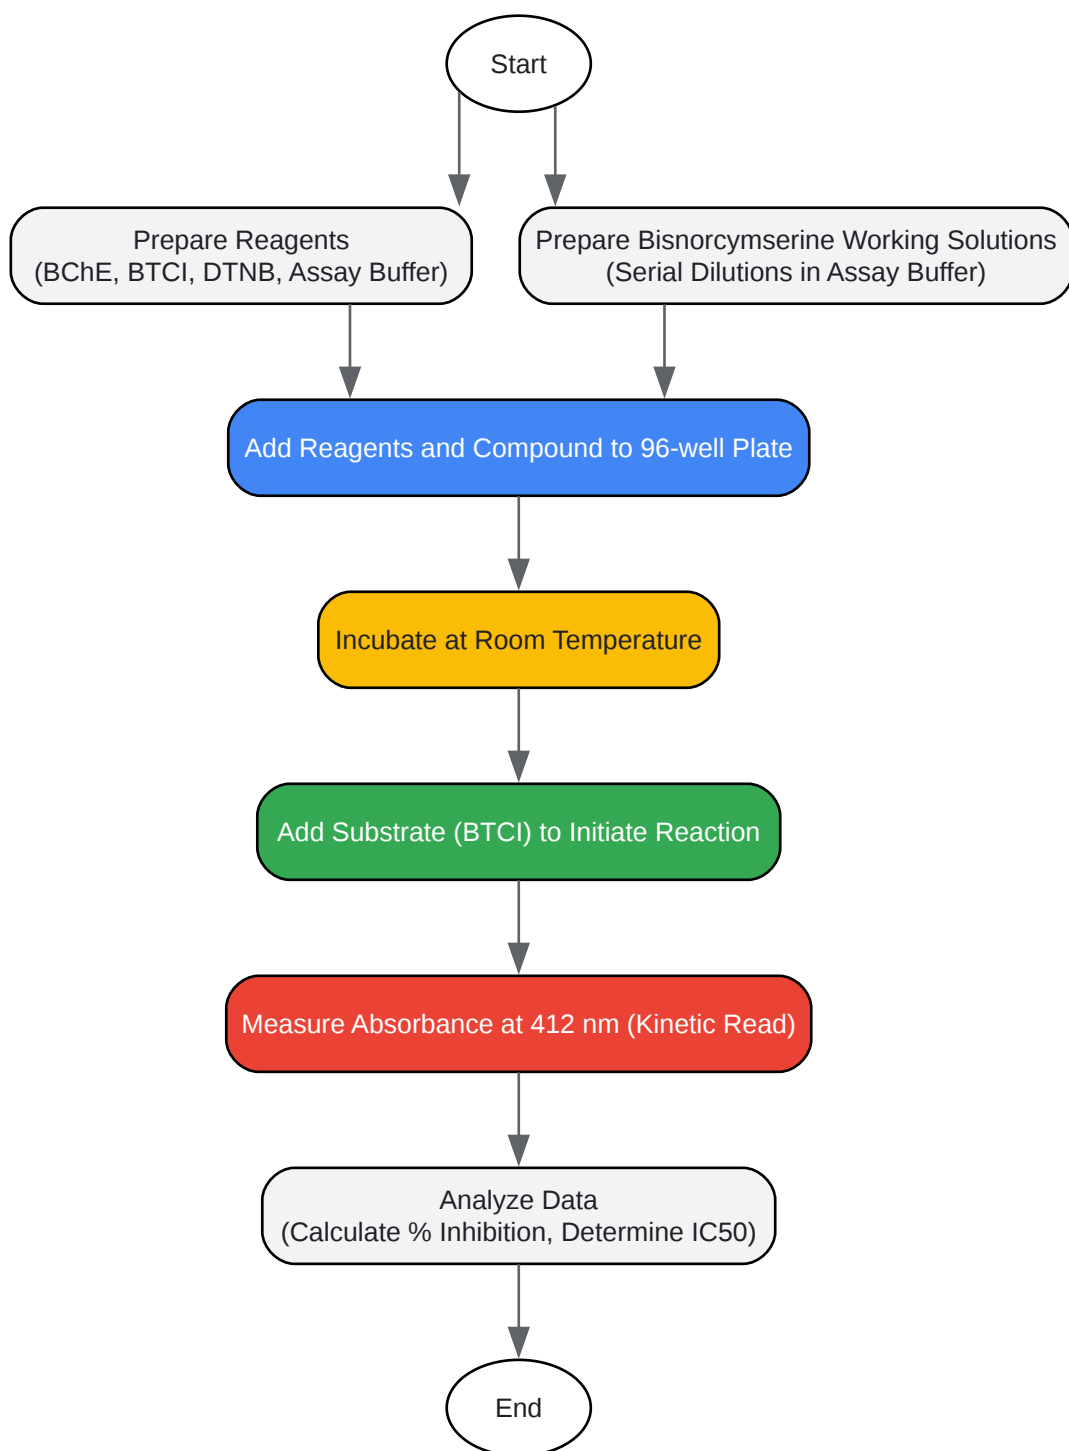 Start
Prepare Reagents
(BChE, BTCI, DTNB, Assay Buffer)
Prepare Bisnorcymserine Working Solutions
(Serial Dilutions in Assay Buffer)
Add Reagents and Compound to 96-well Plate
Incubate at Room Temperature
Add Substrate (BTCI) to Initiate Reaction
Measure Absorbance at 412 nm (Kinetic Read)
Analyze Data
(Calculate % Inhibition, Determine IC50)
End